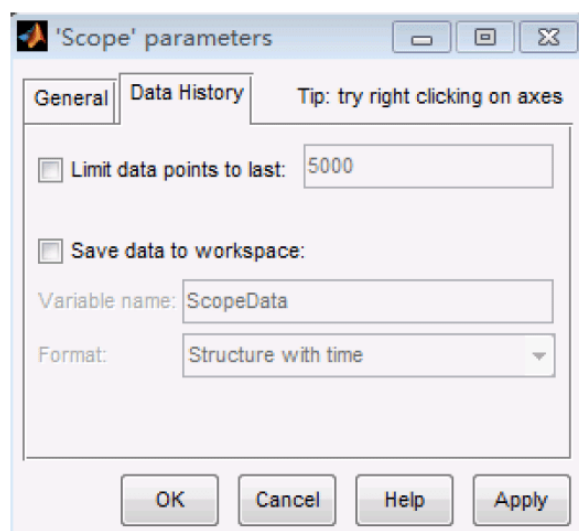 'Scope' parameters
General
Data History
Tip: try right clicking on axes
Limit data points to last:
5000
Save data to workspace:
Variable name:
ScopeData
Format:
Structure with time
OK
Cancel
Help
Apply